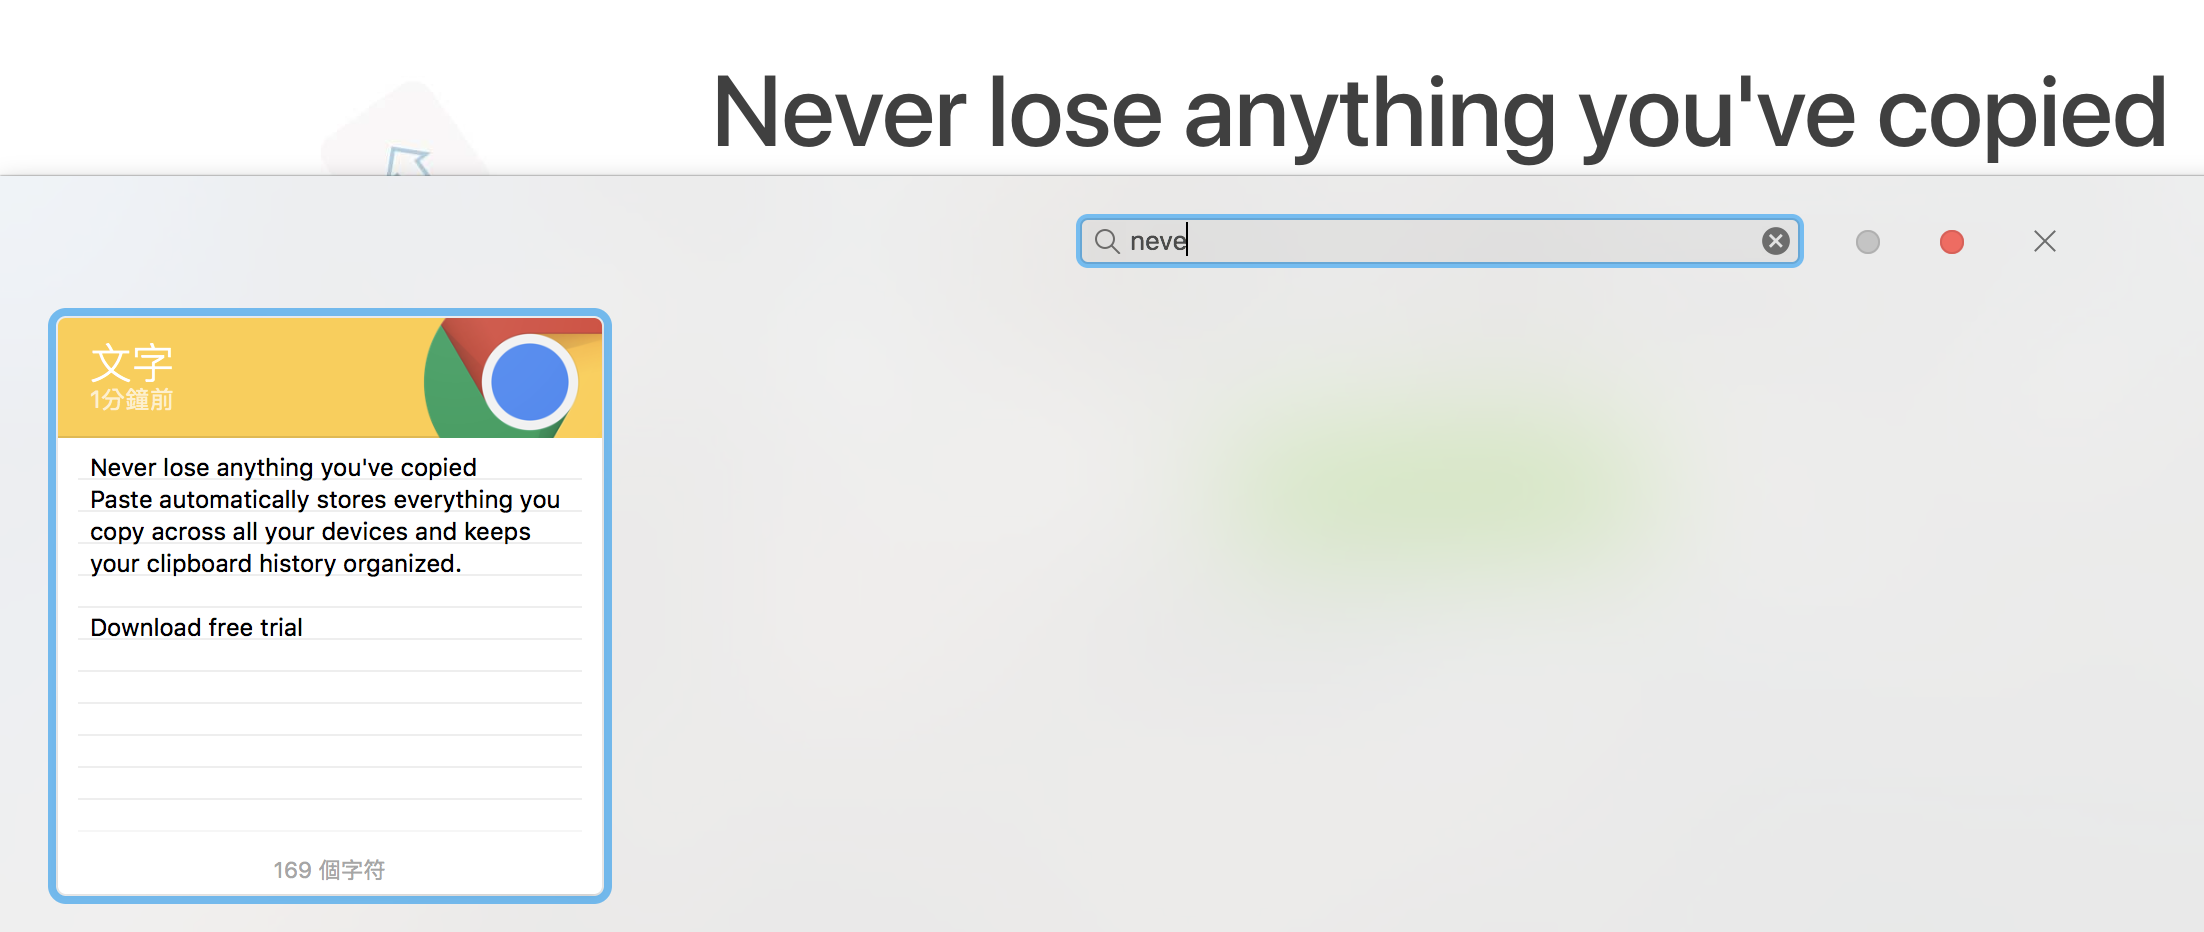 Never lose anything you've copied
neve
文字
1分鐘前
Never lose anything you've copied
Paste automatically stores everything you
copy across all your devices and keeps
your clipboard history organized.
Download free trial
169 個字符